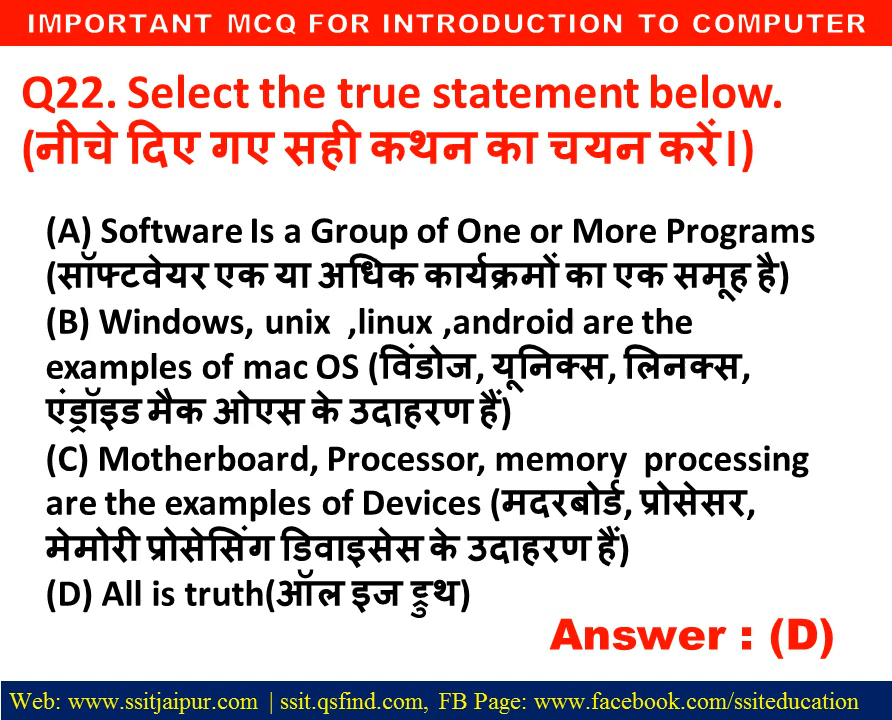 IMPORTANT MCQ FOR INTRODUCTION TO COMPUTER
Q22. Select the true statement below.
(नीचे दिए गए सही कथन का चयन करें।)
(A) Software Is a Group of One or More Programs
(सॉफ्टवेयर एक या अधिक कार्यक्रमों का एक समूह है)
(B) Windows, unix ,linux ,android are the
examples of mac OS (विंडोज, यूनिक्स, लिनक्स,
एंड्रॉइड मैक ओएस के उदाहरण हैं)
(C) Motherboard, Processor, memory processing
are the examples of Devices (मदरबोर्ड, प्रोसेसर,
मेमोरी प्रोसेसिंग डिवाइसेस के उदाहरण हैं)
(D) All is truth(ऑल इज ट्रुथ)
Answer : (D)
Web: www.ssitjaipur.com | ssit.qsfind.com, FB Page: www.facebook.com/ssiteducation